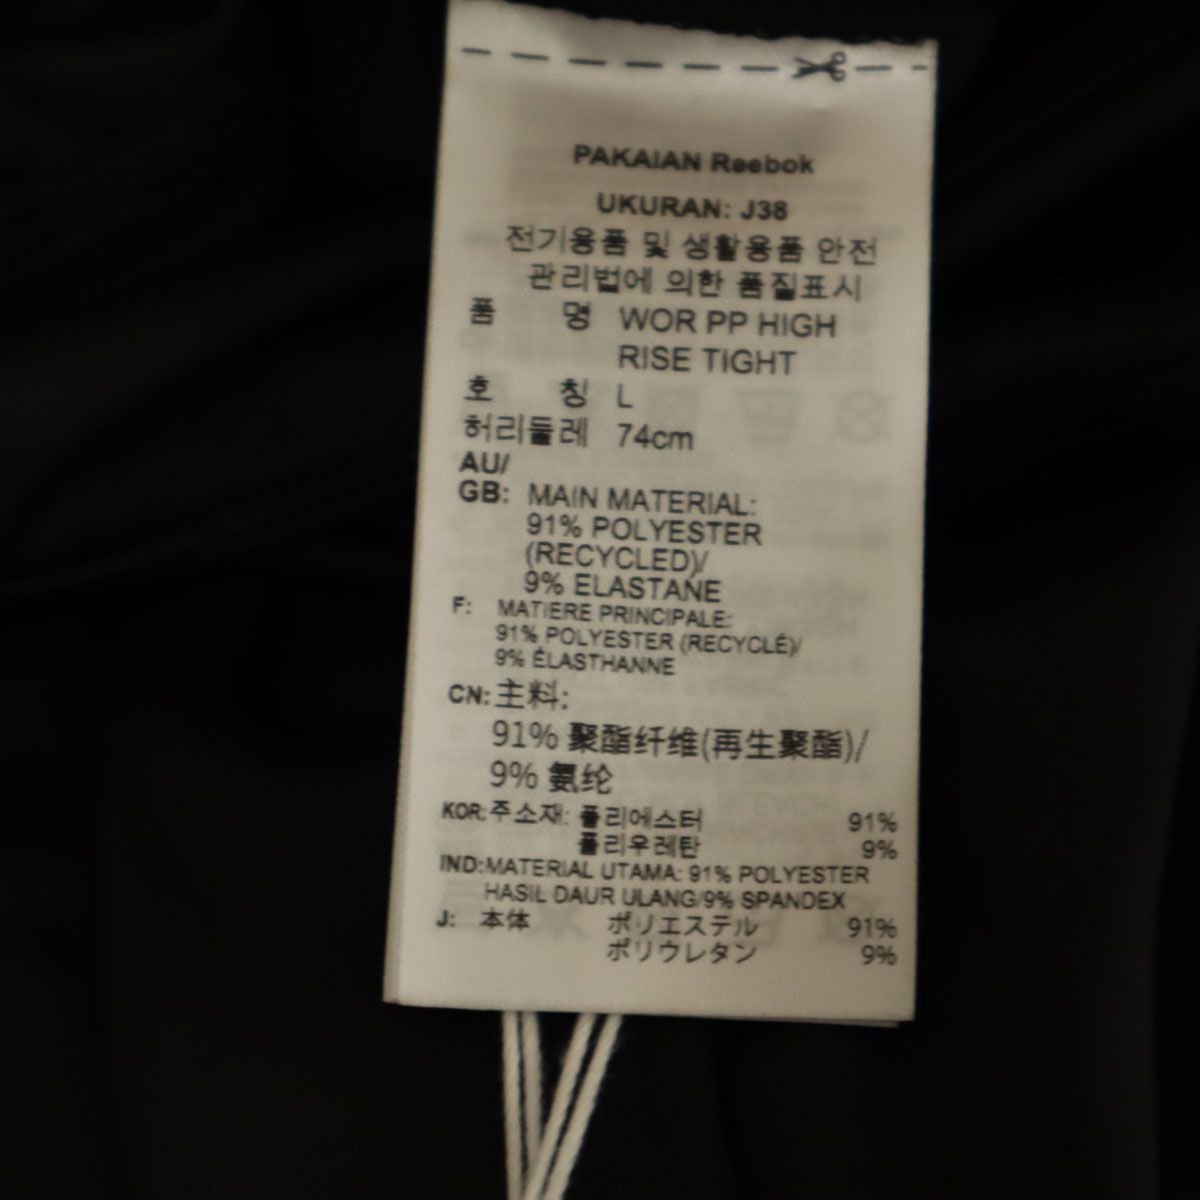 PAKAIAN Reebok
UKURAN: J38
전기용품 및 생활용품 안전
관리법에 의한 품질표시
품 명 WOR PP HIGH
RISE TIGHT
호 칭 L
허리둘레 74cm
AU/
GB: MAIN MATERIAL:
91% POLYESTER
(RECYCLED)/
9% ELASTANE
F: MATIERE PRINCIPALE:
91% POLYESTER (RECYCLÉ)/
9% ÉLASTHANNE
CN: 主料:
91% 聚酯纤维(再生聚酯)/
9% 氨纶
KOR: 주소재: 폴리에스터 91%
폴리우레탄 9%
IND: MATERIAL UTAMA: 91% POLYESTER
HASIL DAUR ULANG/9% SPANDEX
J: 本体 ポリエステル 91%
ポリウレタン 9%